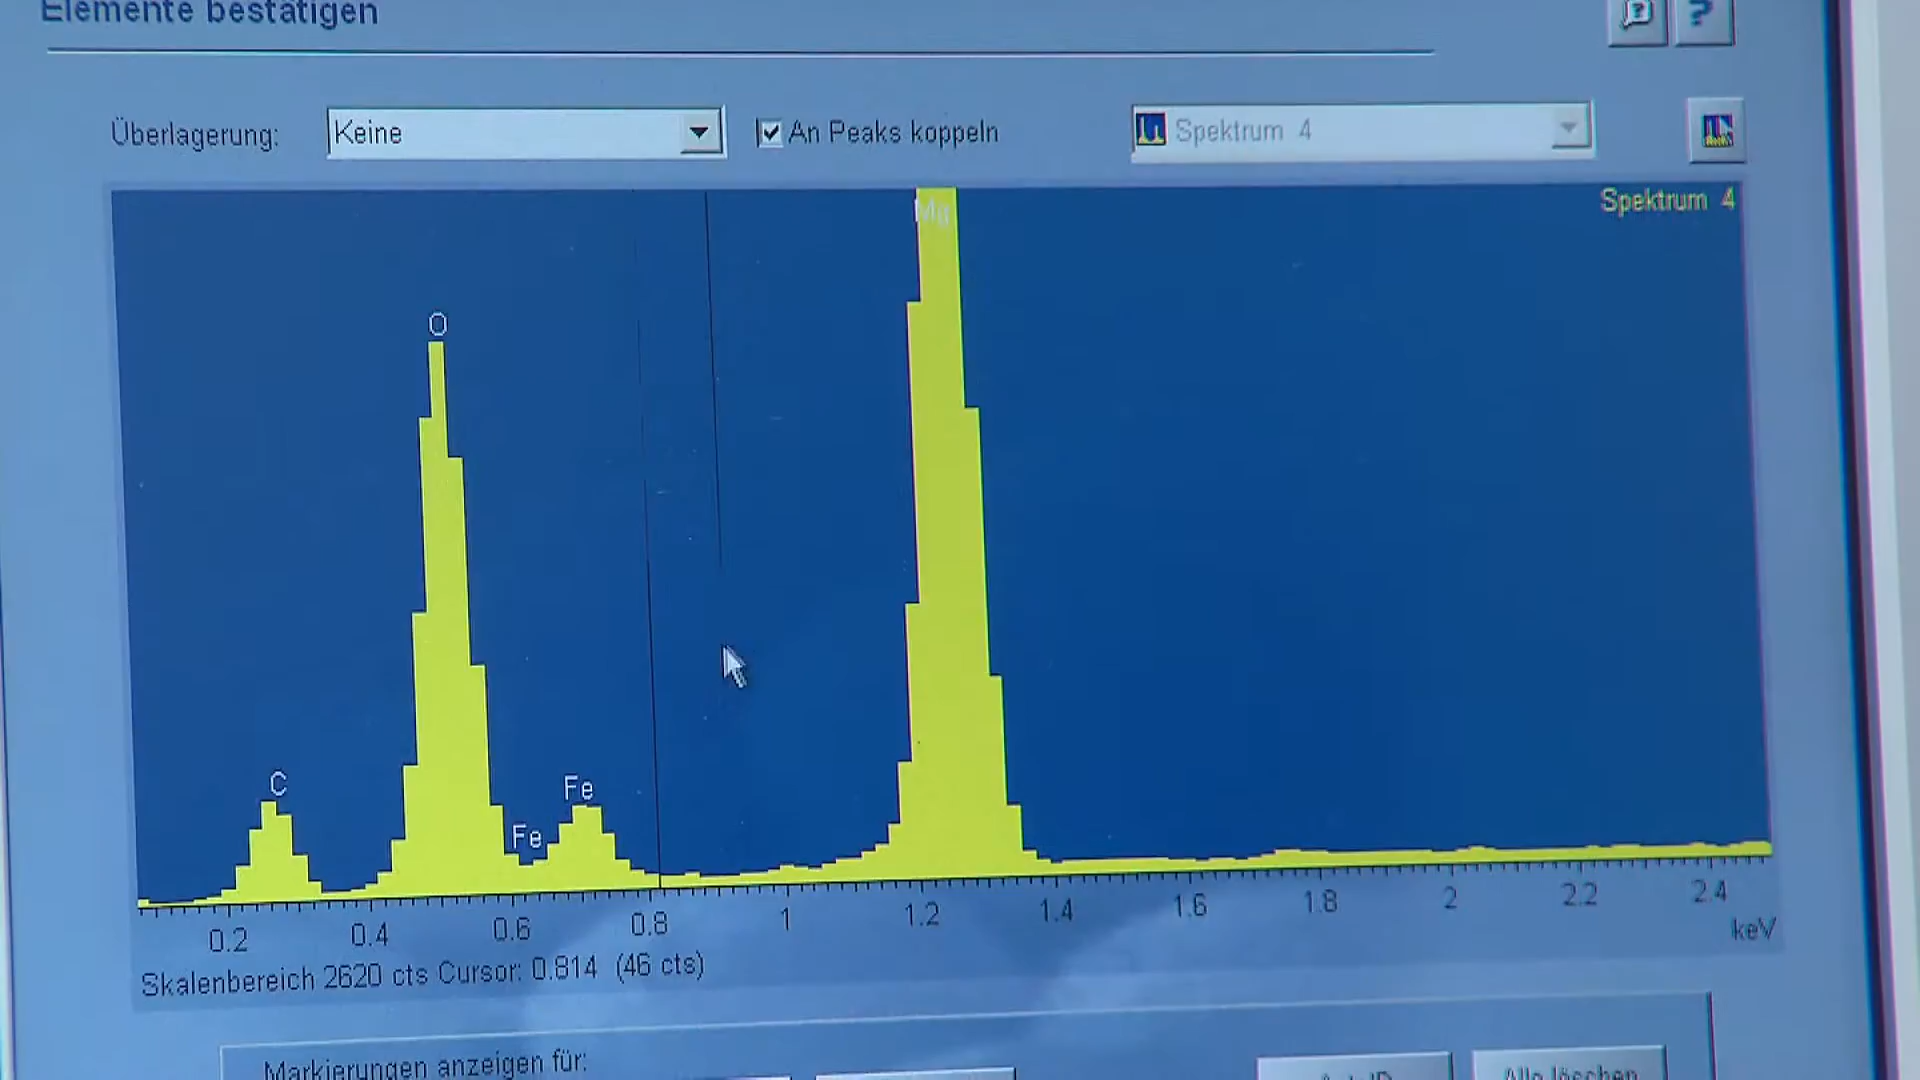 Elemente bestätigen
?
?
Überlagerung:
Keine
An Peaks koppeln
Spektrum 4
Spektrum 4
Mg
O
C
Fe
Fe
0.2 0.4 0.6 0.8 1 1.2 1.4 1.6 1.8 2 2.2 2.4
keV
Skalenbereich 2620 cts Cursor: 0.814 (46 cts)
Markierungen anzeigen für:
Alle löschen